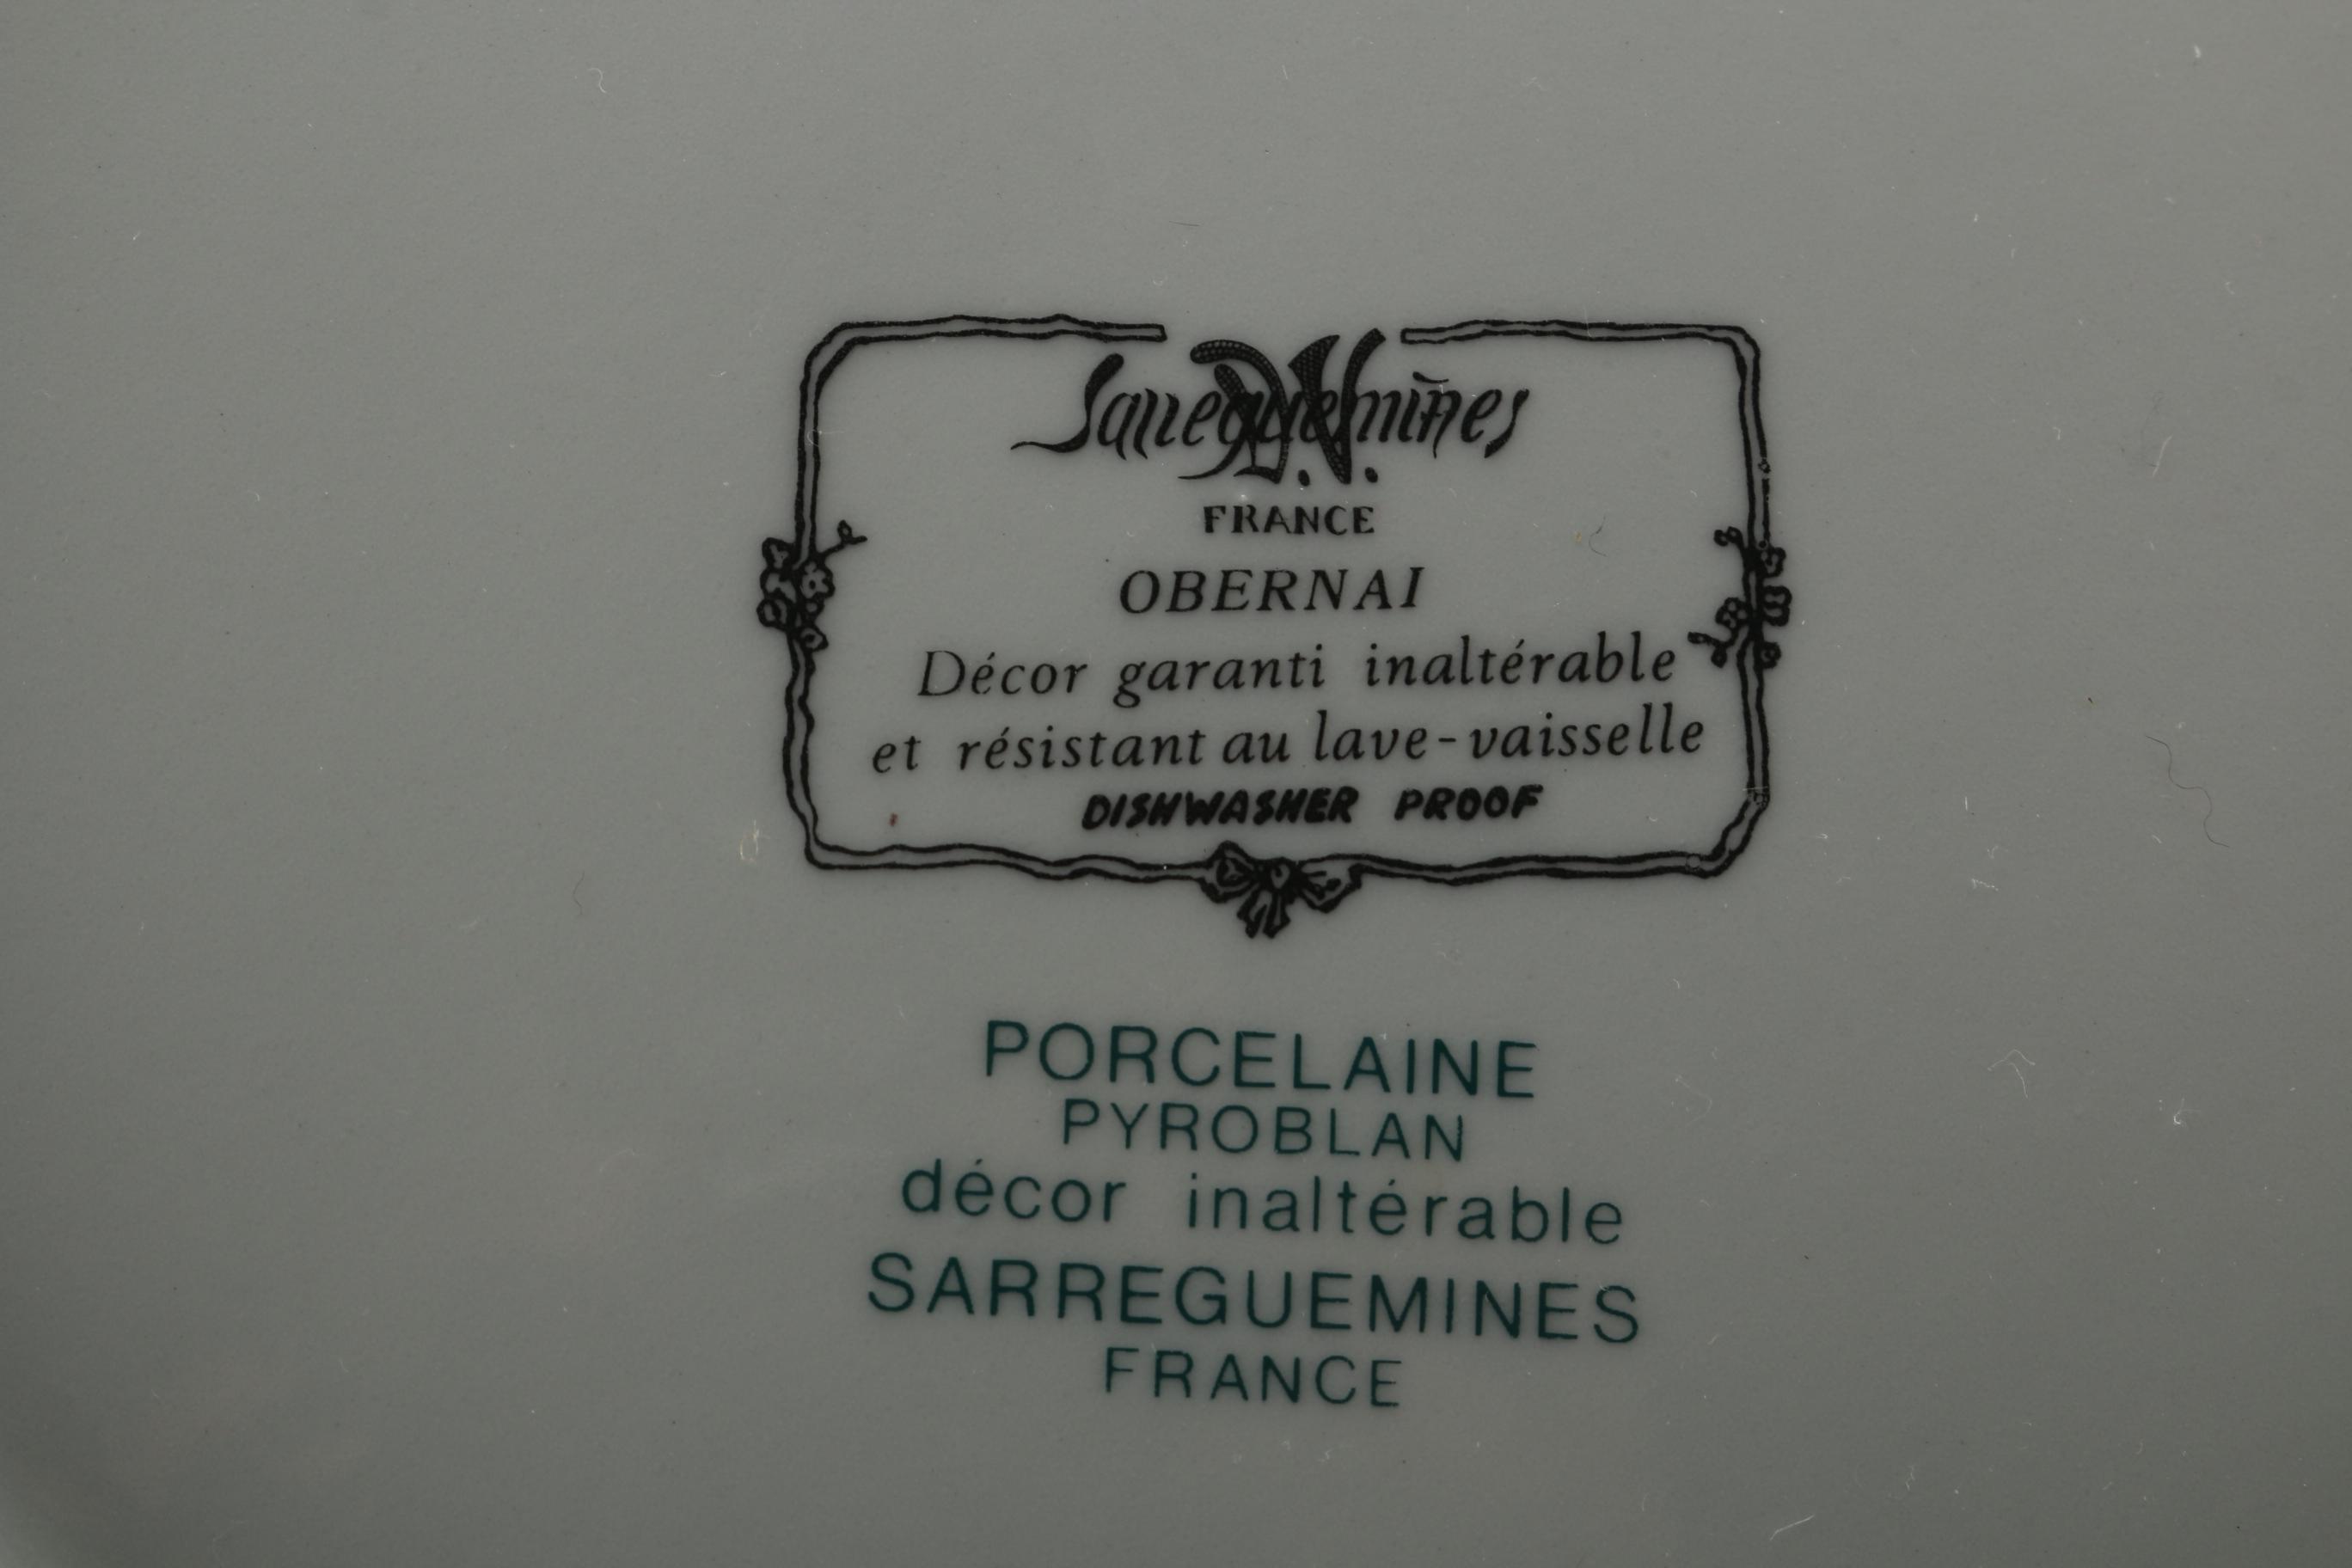 Sarreguemines
D.V.
FRANCE
OBERNAI
Décor garanti inaltérable
et résistant au lave-vaisselle
DISHWASHER PROOF
PORCELAINE
PYROBLAN
décor inaltérable
SARREGUEMINES
FRANCE